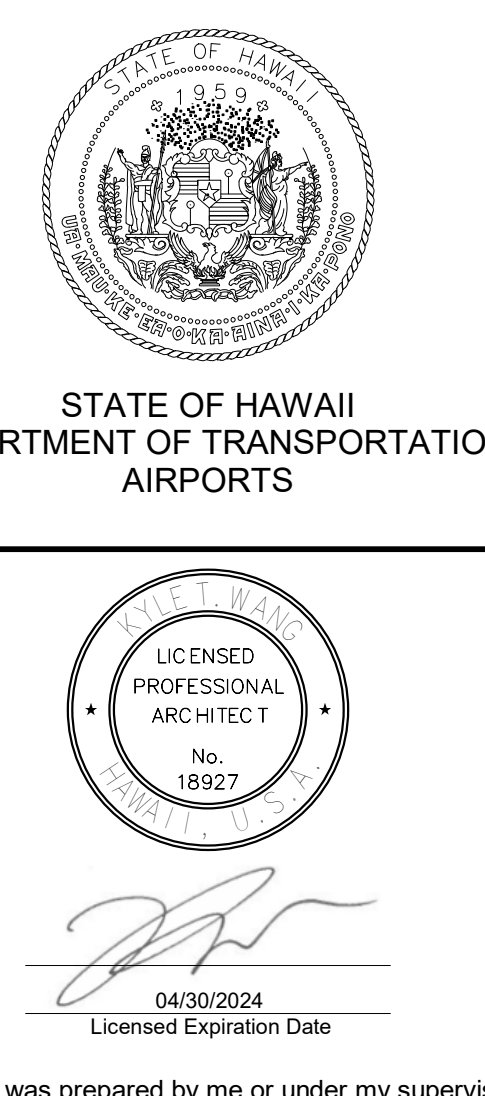 STATE OF HAWAII
1959
UA·MAU·KE·EA·O·KA·AINA·I·KA·PONO
STATE OF HAWAII
RTMENT OF TRANSPORTATIO
AIRPORTS
KYLE T. WANG
LICENSED
PROFESSIONAL
ARCHITECT
No.
18927
HAWAII, U.S.A.
04/30/2024
Licensed Expiration Date
was prepared by me or under my supervis